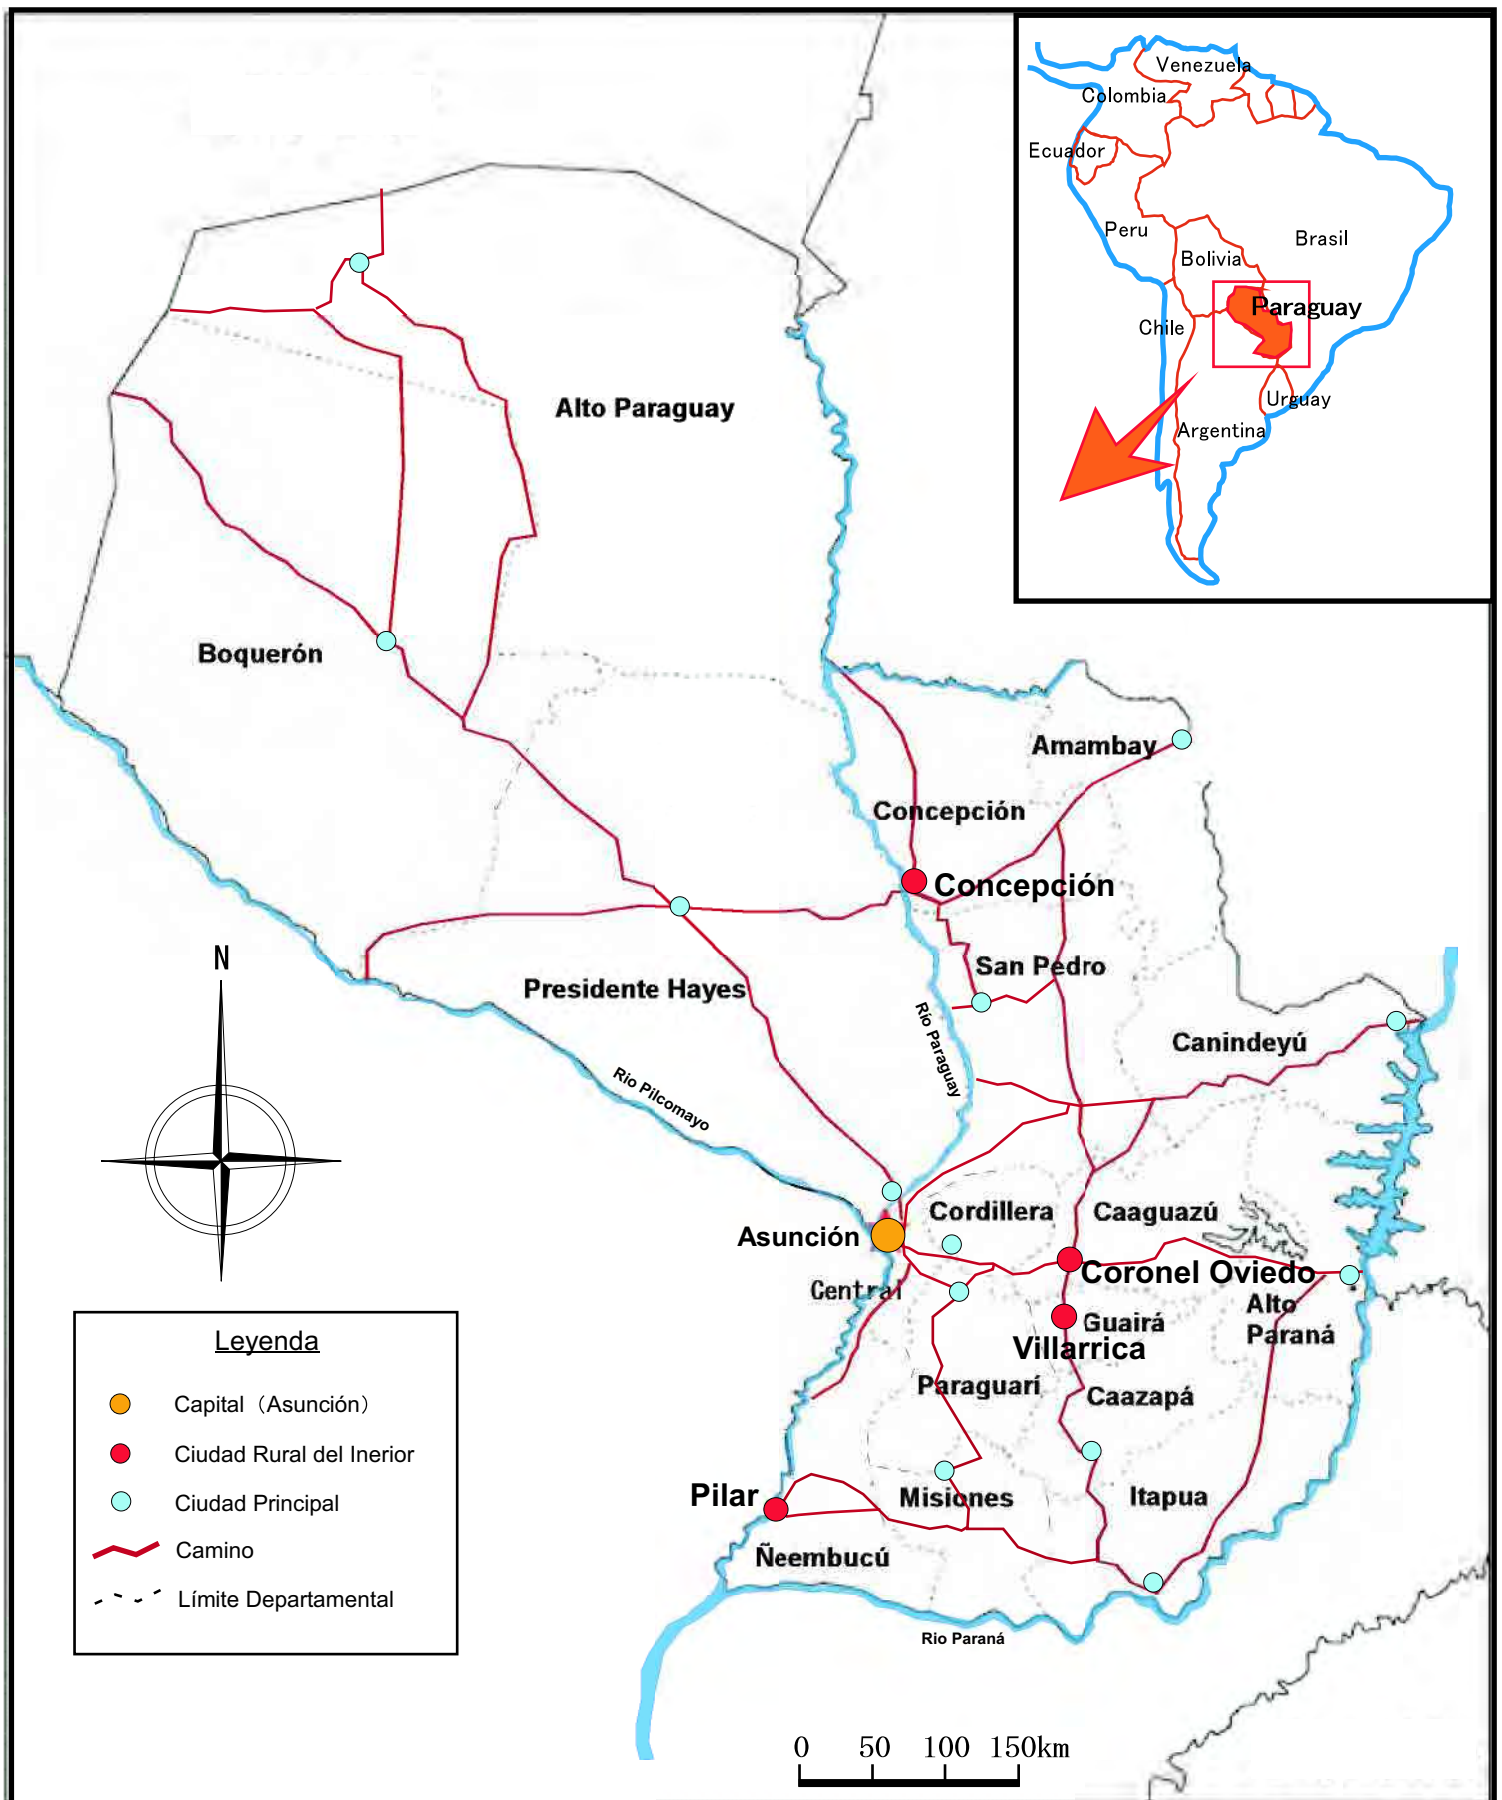 Venezuela
Colombia
Ecuador
Peru
Brasil
Bolivia
Paraguay
Chile
Urguay
Argentina
Alto Paraguay
Boquerón
Amambay
Concepción
Concepción
San Pedro
Presidente Hayes
N
Rio Paraguay
Canindeyú
Rio Pilcomayo
Cordillera
Caaguazú
Asunción
Coronel Oviedo
Central
Alto
Paraná
Guairá
Villarrica
Paraguarí
Caazapá
Pilar
Misiones
Itapua
Ñeembucú
Rio Paraná
Leyenda
Capital（Asunción）
Ciudad Rural del Inerior
Ciudad Principal
Camino
Límite Departamental
0 50 100 150km